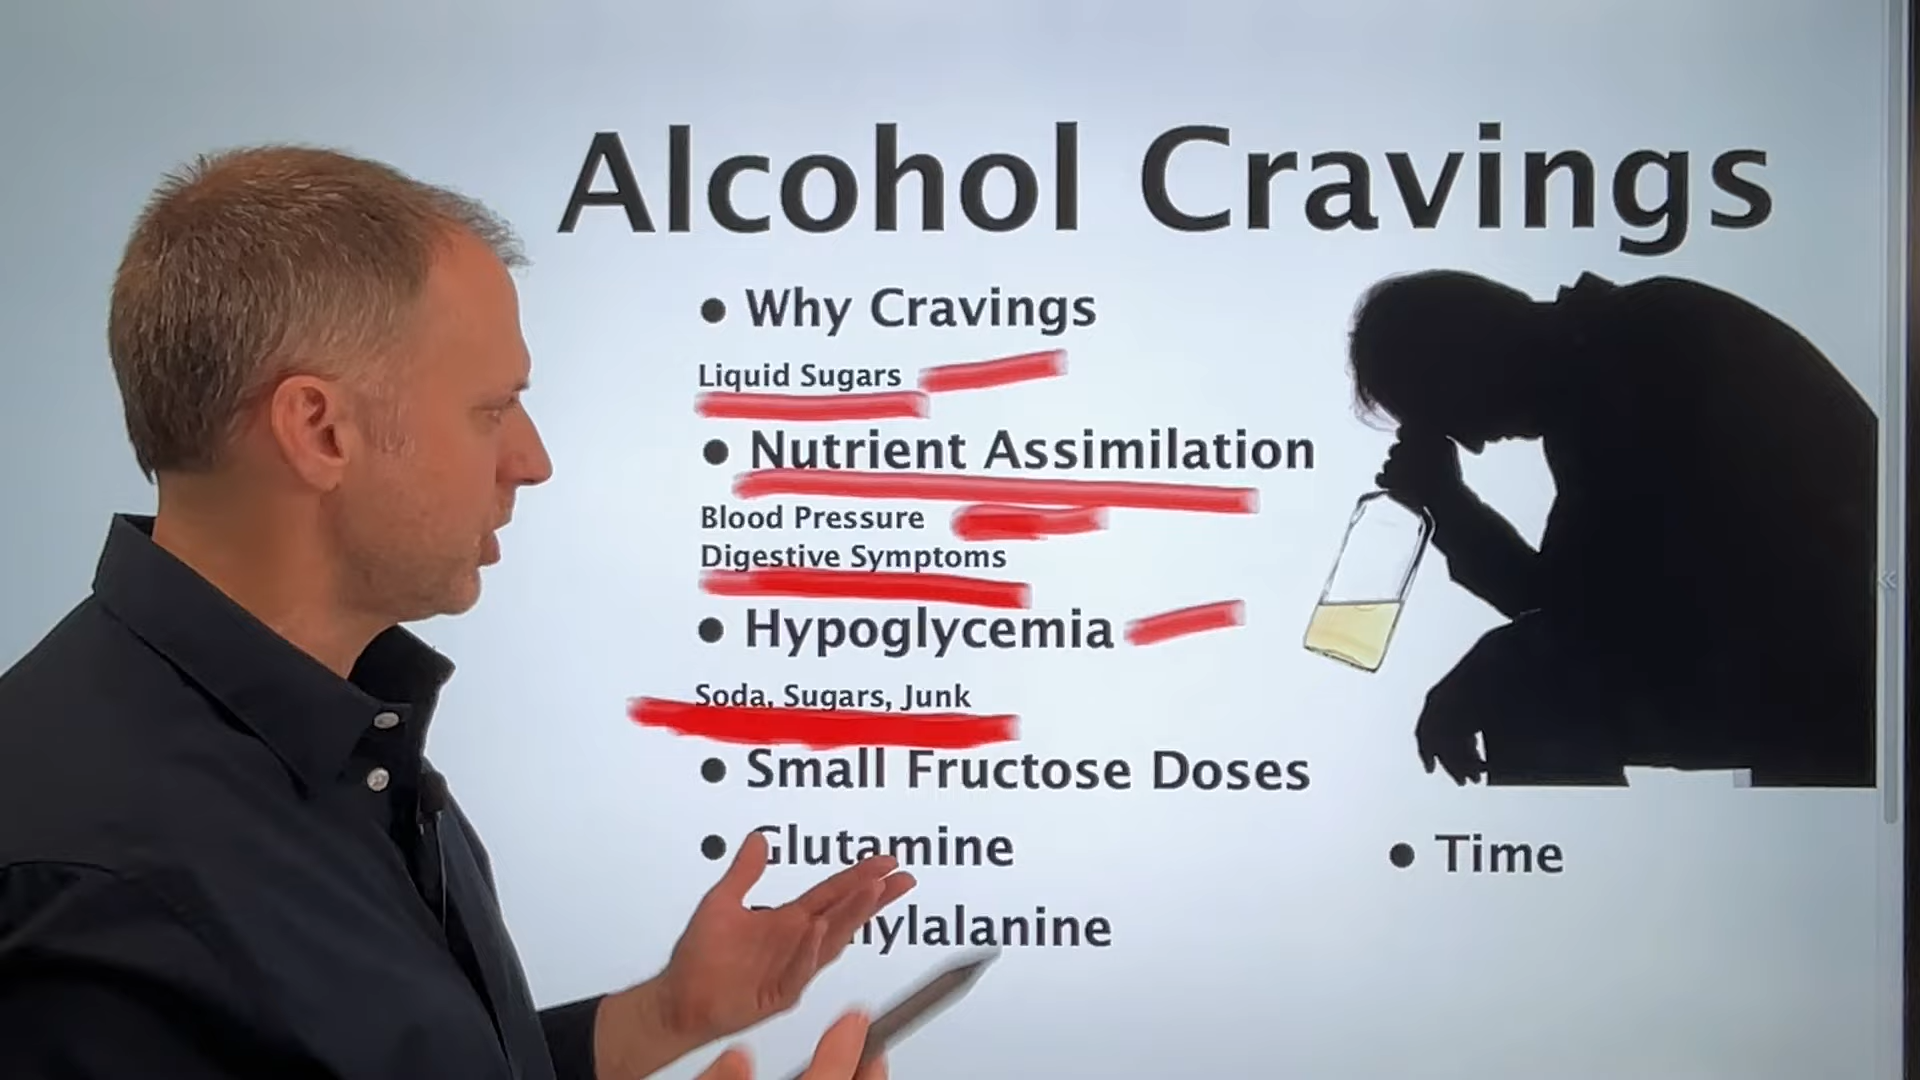 Alcohol Cravings
• Why Cravings
Liquid Sugars
• Nutrient Assimilation
Blood Pressure
Digestive Symptoms
• Hypoglycemia
Soda, Sugars, Junk
• Small Fructose Doses
• Glutamine
• Time